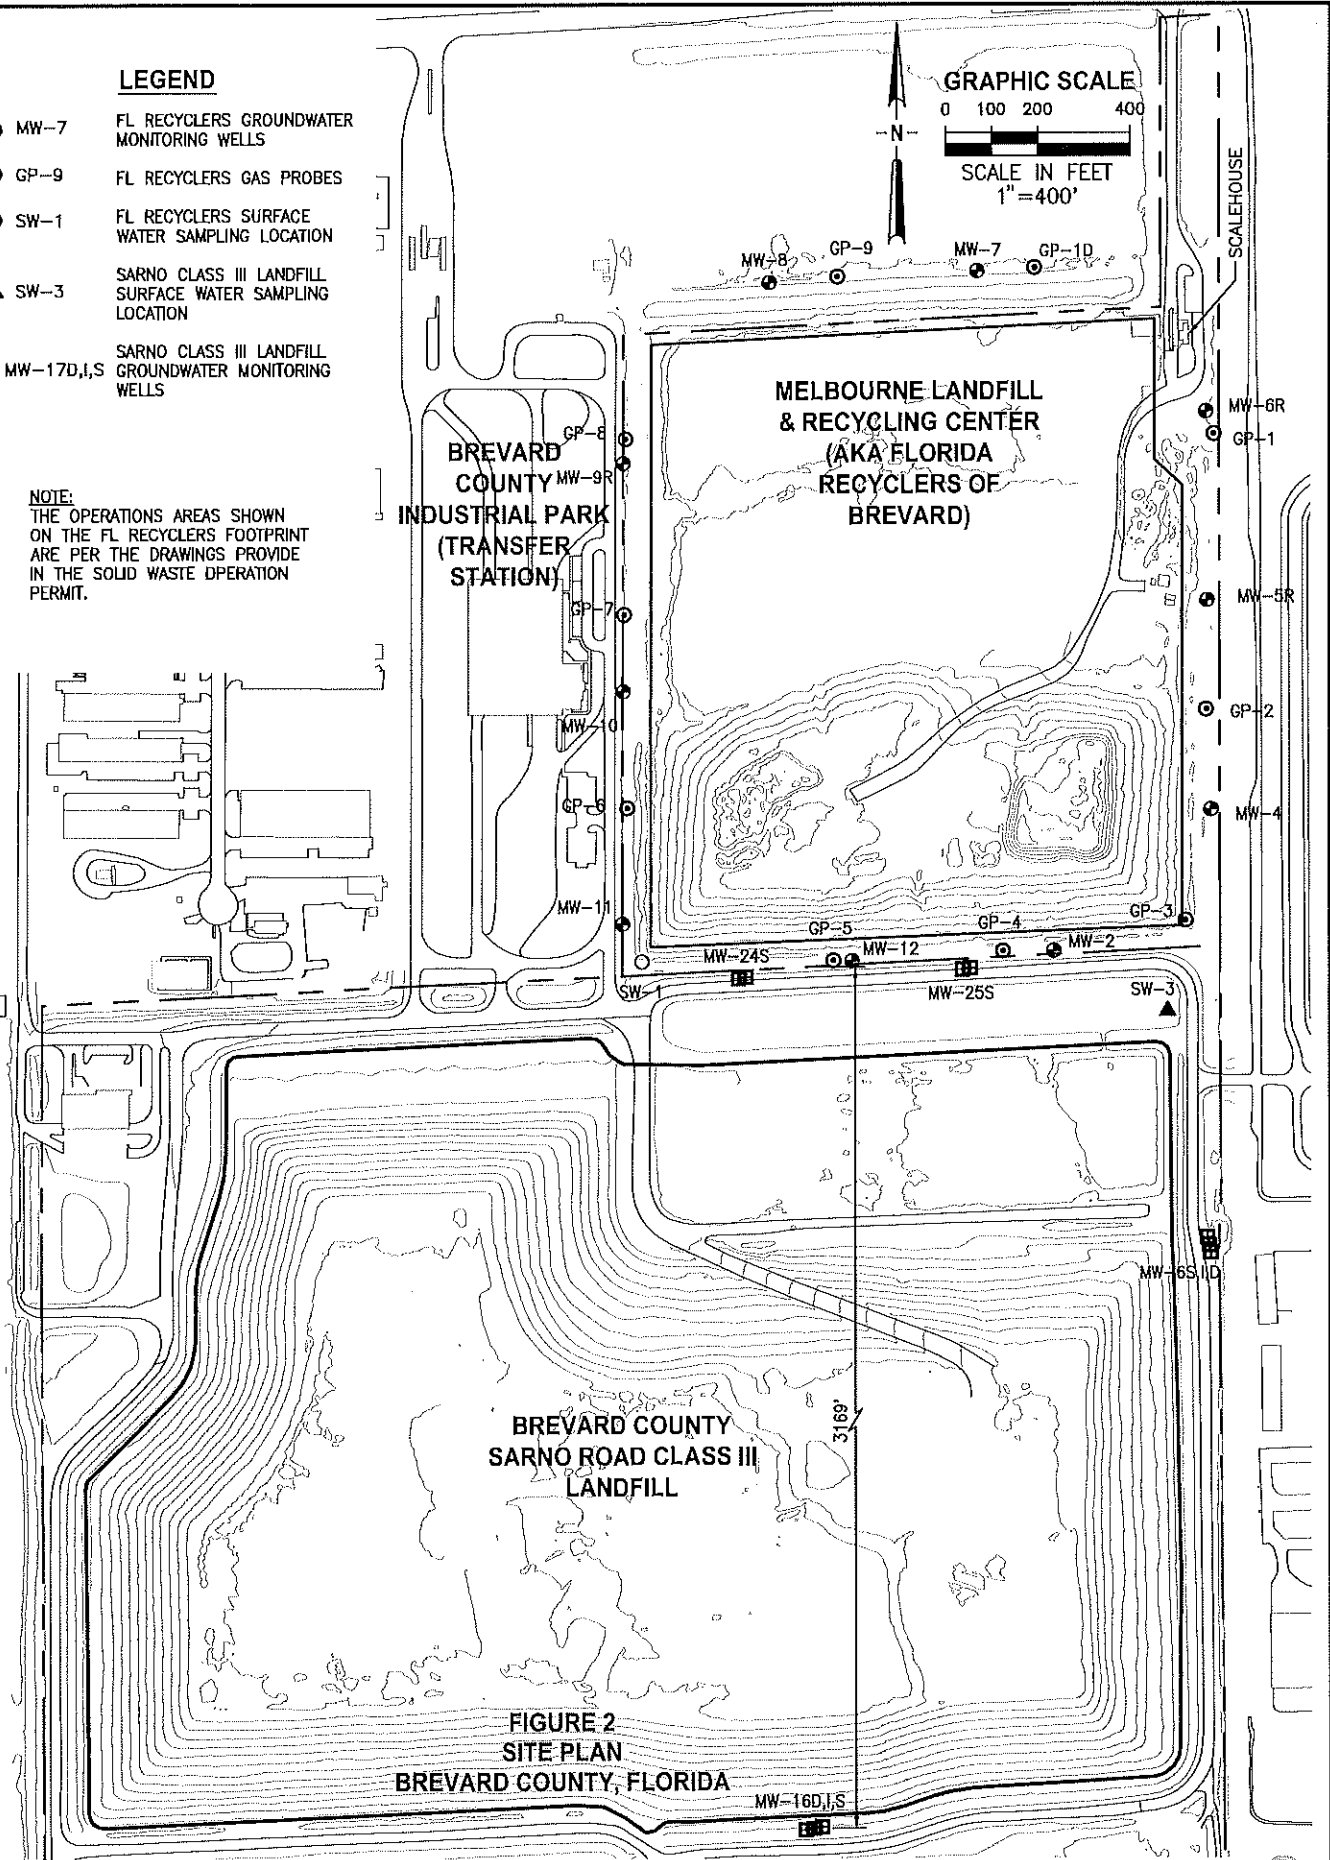 LEGEND
MW-7
FL RECYCLERS GROUNDWATER
MONITORING WELLS
GP-9
FL RECYCLERS GAS PROBES
SW-1
FL RECYCLERS SURFACE
WATER SAMPLING LOCATION
SW-3
SARNO CLASS III LANDFILL
SURFACE WATER SAMPLING
LOCATION
MW-17D,I,S
SARNO CLASS III LANDFILL
GROUNDWATER MONITORING
WELLS
NOTE:
THE OPERATIONS AREAS SHOWN
ON THE FL RECYCLERS FOOTPRINT
ARE PER THE DRAWINGS PROVIDE
IN THE SOLID WASTE OPERATION
PERMIT.
-N-
GRAPHIC SCALE
0 100 200 400
SCALE IN FEET
1"=400'
SCALEHOUSE
MW-8
GP-9
MW-7
GP-1D
MELBOURNE LANDFILL
& RECYCLING CENTER
(AKA FLORIDA
RECYCLERS OF
BREVARD)
MW-6R
GP-1
GP-8
MW-9R
BREVARD
COUNTY
INDUSTRIAL PARK
(TRANSFER
STATION)
GP-7
MW-5R
MW-10
GP-2
GP-6
MW-4
MW-11
GP-5
GP-4
GP-3
MW-24S
MW-12
MW-2
SW-1
MW-25S
SW-3
MW-6S,I,D
3169'
BREVARD COUNTY
SARNO ROAD CLASS III
LANDFILL
FIGURE 2
SITE PLAN
BREVARD COUNTY, FLORIDA
MW-16D,I,S